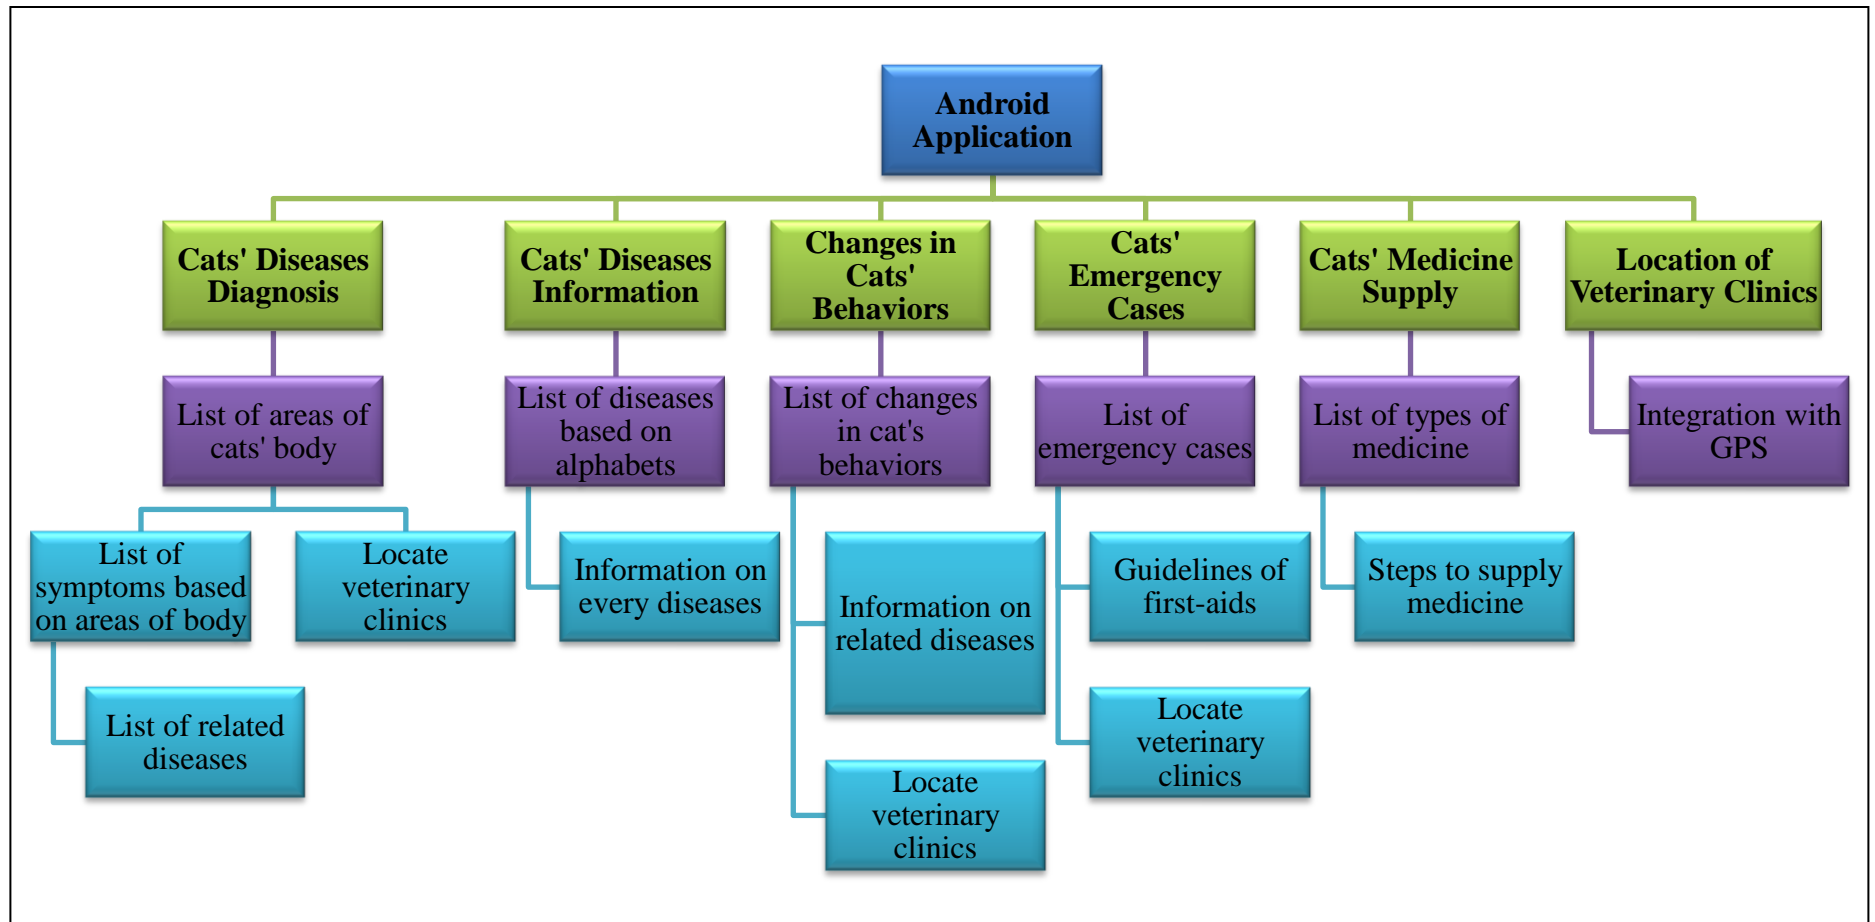 Android
Application
Cats' Diseases
Diagnosis
Cats' Diseases
Information
Changes in
Cats'
Behaviors
Cats'
Emergency
Cases
Cats' Medicine
Supply
Location of
Veterinary Clinics
List of areas of
cats' body
List of diseases
based on
alphabets
List of changes
in cat's
behaviors
List of
emergency cases
List of types of
medicine
Integration with
GPS
List of
symptoms based
on areas of body
Locate
veterinary
clinics
Information on
every diseases
Information on
related diseases
Guidelines of
first-aids
Steps to supply
medicine
List of related
diseases
Locate
veterinary
clinics
Locate
veterinary
clinics